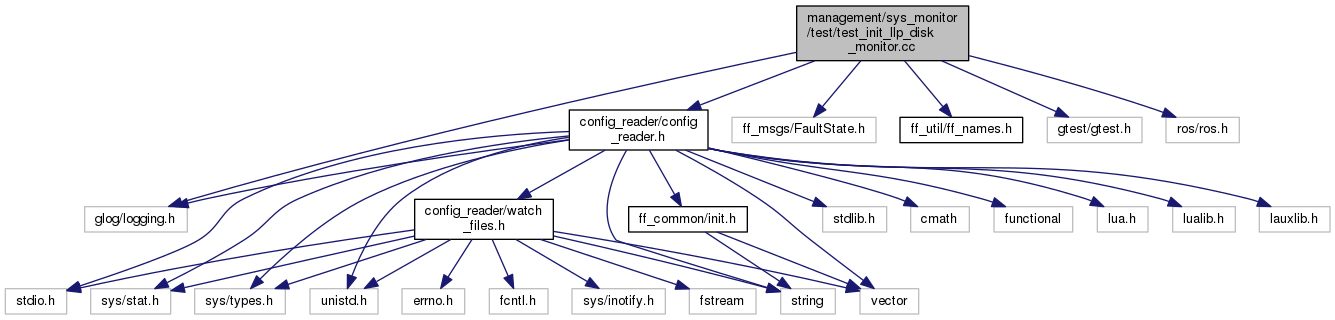 management/sys_monitor
/test/test_init_llp_disk
_monitor.cc
config_reader/config
_reader.h
ff_msgs/FaultState.h
ff_util/ff_names.h
gtest/gtest.h
ros/ros.h
glog/logging.h
config_reader/watch
_files.h
ff_common/init.h
stdlib.h
cmath
functional
lua.h
lualib.h
lauxlib.h
stdio.h
sys/stat.h
sys/types.h
unistd.h
errno.h
fcntl.h
sys/inotify.h
fstream
string
vector